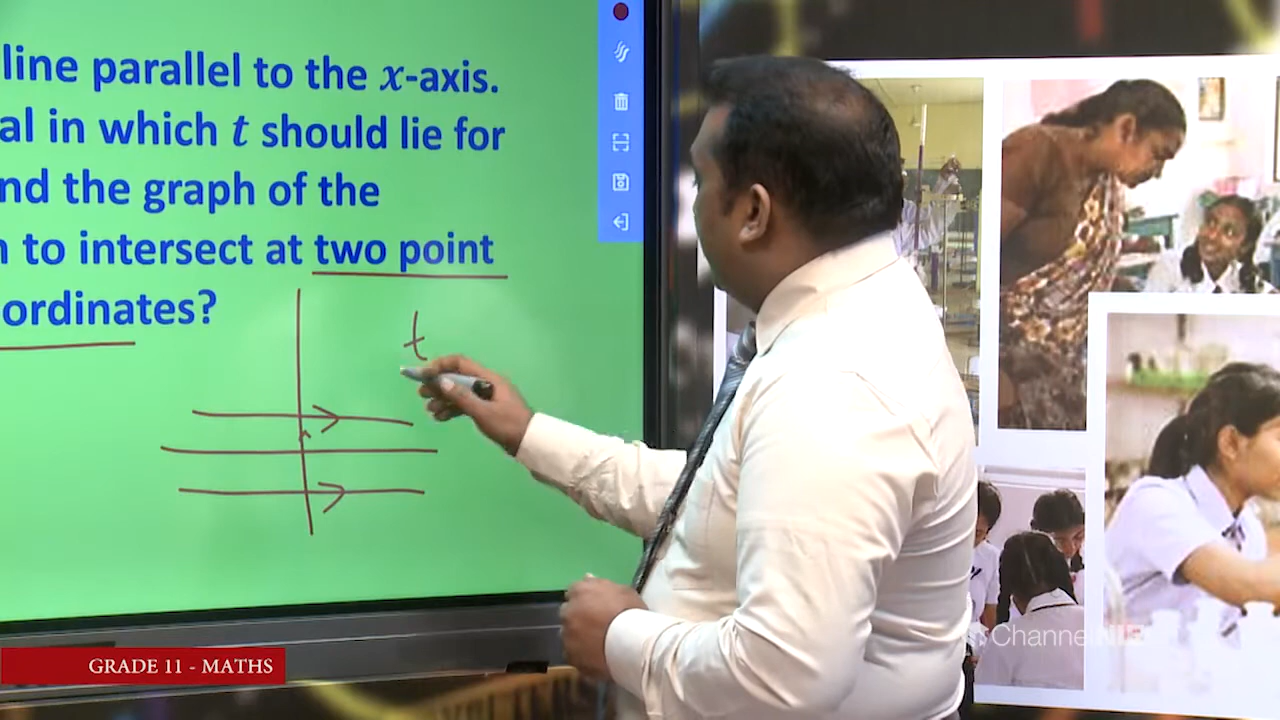 line parallel to the x-axis.
al in which t should lie for
nd the graph of the
n to intersect at two point
ordinates?
t
GRADE 11 - MATHS
ChannelNIE